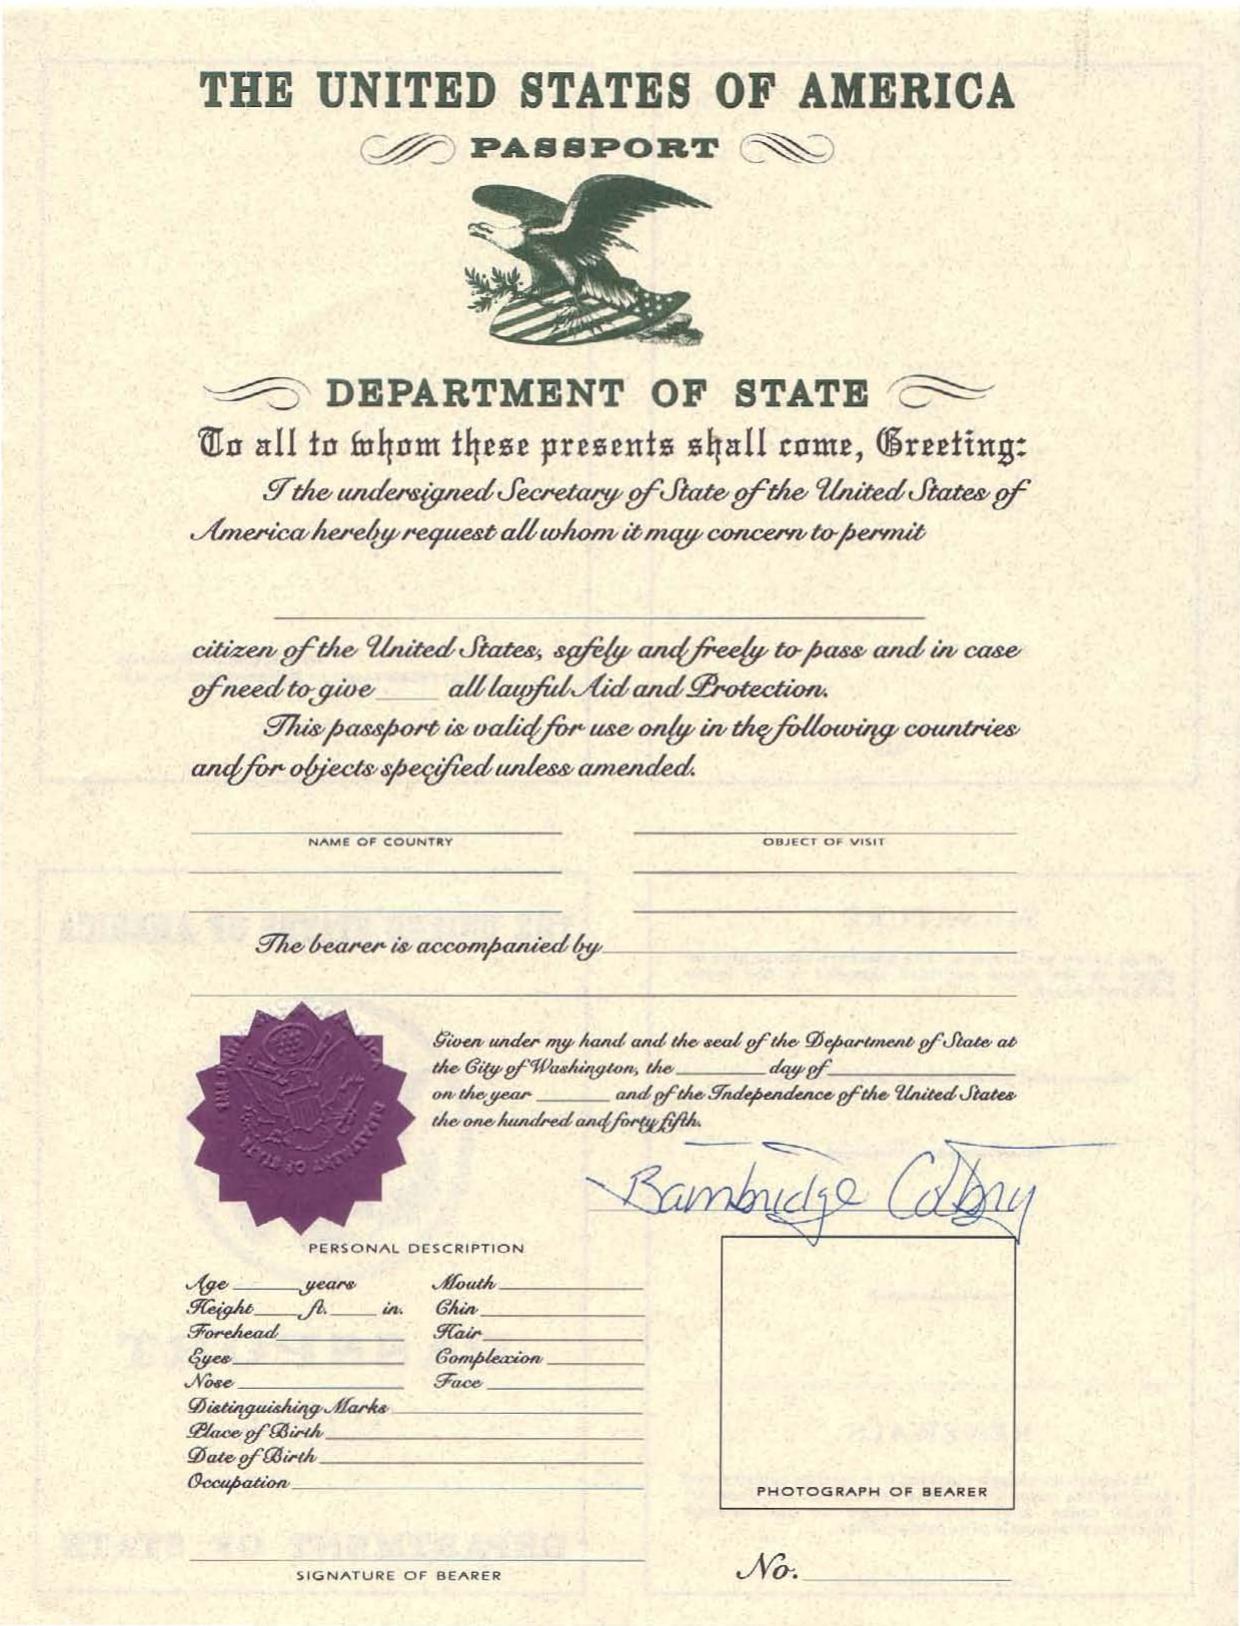 THE UNITED STATES OF AMERICA
PASSPORT
DEPARTMENT OF STATE
To all to whom these presents shall come, Greeting:
I the undersigned Secretary of State of the United States of
America hereby request all whom it may concern to permit
citizen of the United States, safely and freely to pass and in case
of need to give all lawful Aid and Protection.
This passport is valid for use only in the following countries
and for objects specified unless amended.
NAME OF COUNTRY OBJECT OF VISIT
The bearer is accompanied by
Given under my hand and the seal of the Department of State at
the City of Washington, the day of
on the year and of the Independence of the United States
the one hundred and forty fifth.
Bambridge Colbny
PERSONAL DESCRIPTION
Age years Mouth
Height ft. in. Chin
Forehead Hair
Eyes Complexion
Nose Face
Distinguishing Marks
Place of Birth
Date of Birth
Occupation
PHOTOGRAPH OF BEARER
SIGNATURE OF BEARER
No.